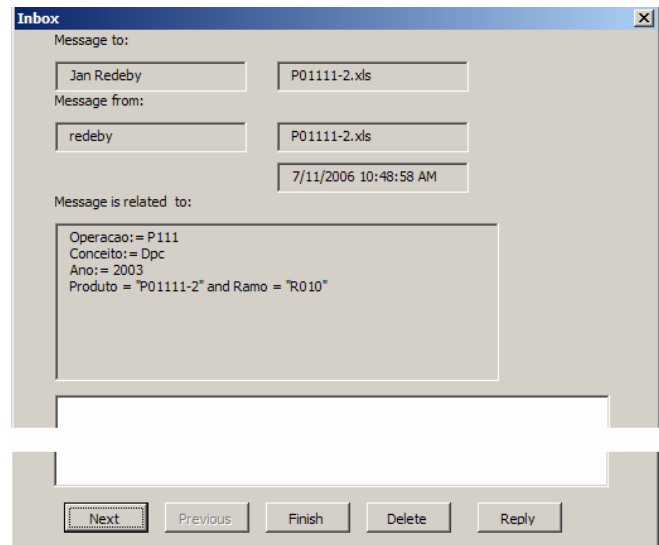 Inbox
Message to:
Jan Redeby P01111-2.xls
Message from:
redeby P01111-2.xls
7/11/2006 10:48:58 AM
Message is related to:
Operacao:= P111
Conceito:= Dpc
Ano:= 2003
Produto = "P01111-2" and Ramo = "R010"
Next Previous Finish Delete Reply